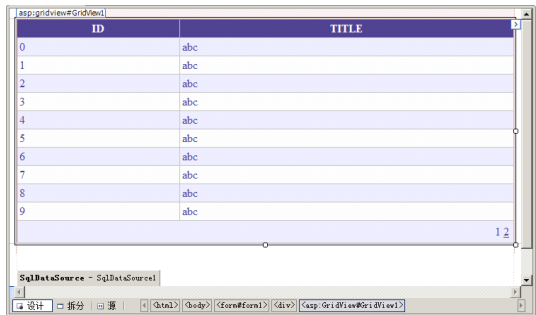 asp:gridview#GridView1
ID TITLE
0 abc
1 abc
2 abc
3 abc
4 abc
5 abc
6 abc
7 abc
8 abc
9 abc
1 2
SqlDataSource - SqlDataSource1
设计 拆分 源 <html> <body> <form#form1> <div> <asp:GridView#GridView1>